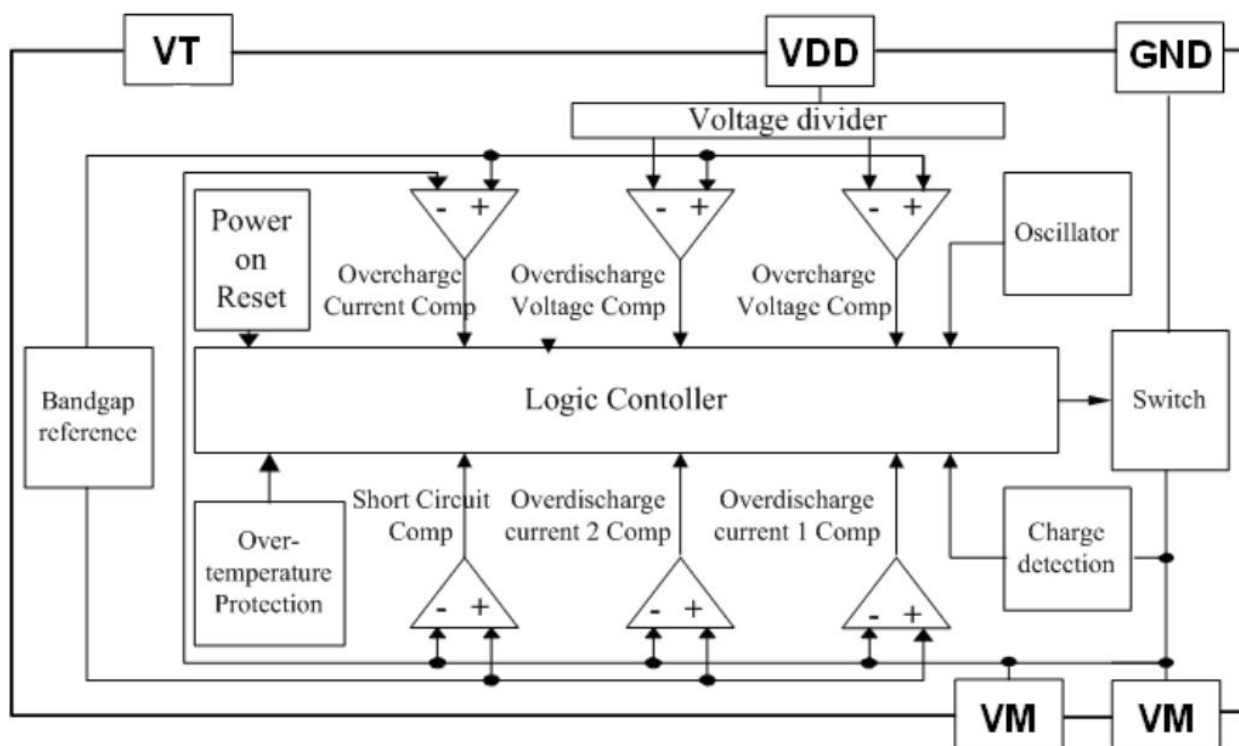 VT
VDD
GND
Voltage divider
- +
- +
- +
Power
on
Reset
Oscillator
Overcharge
Current Comp
Overdischarge
Voltage Comp
Overcharge
Voltage Comp
Bandgap
reference
Logic Contoller
Switch
Short Circuit
Comp
Overdischarge
current 2 Comp
Overdischarge
current 1 Comp
Over-
temperature
Protection
Charge
detection
- +
- +
- +
VM
VM